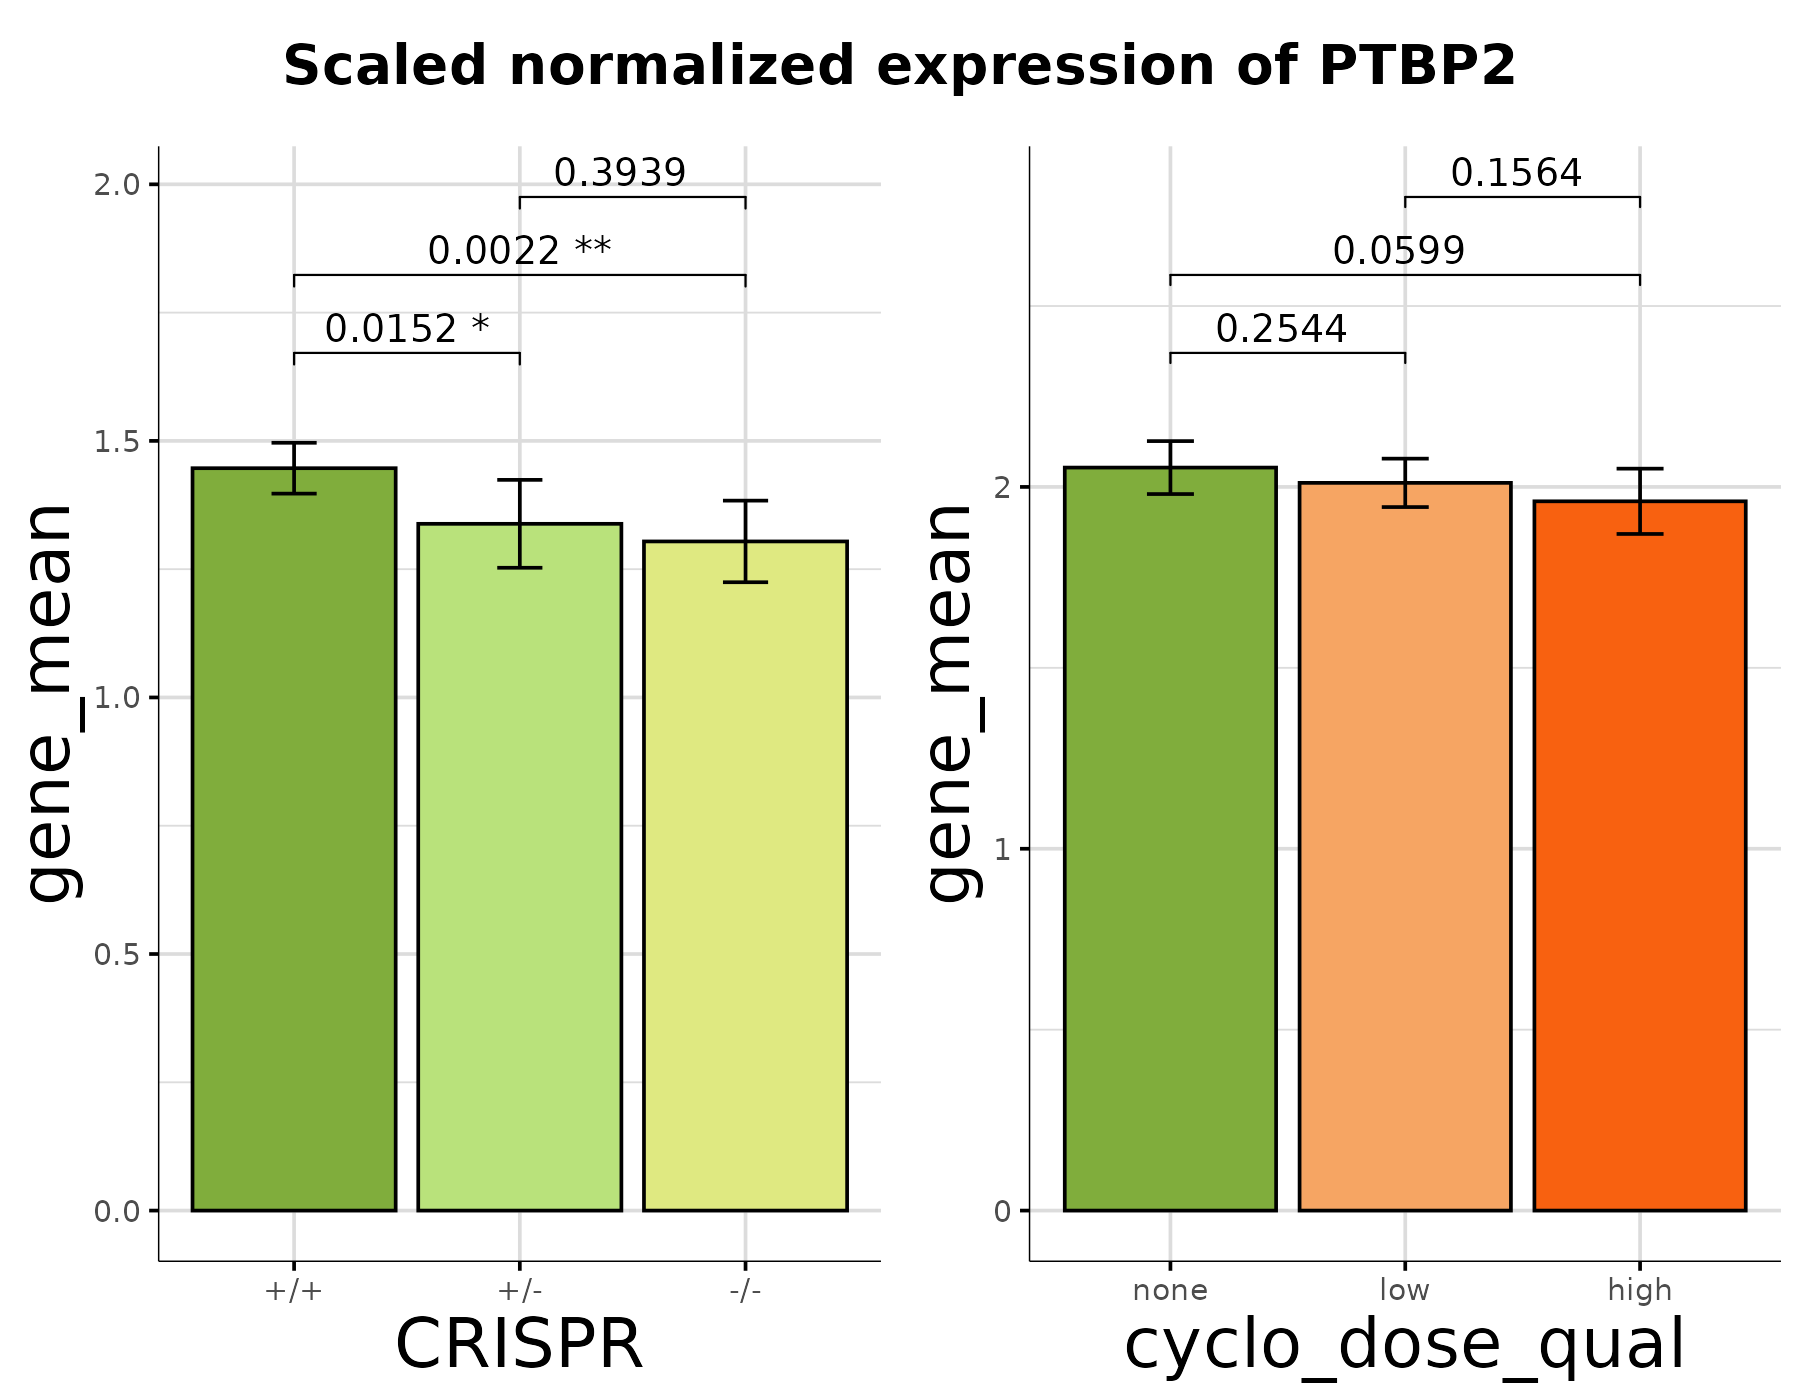 Scaled normalized expression of PTBP2
gene_mean
2.0
1.5
1.0
0.5
0.0
0.3939
0.0022 **
0.0152 *
+/+ +/- -/-
CRISPR
gene_mean
2
1
0
0.1564
0.0599
0.2544
none low high
cyclo_dose_qual